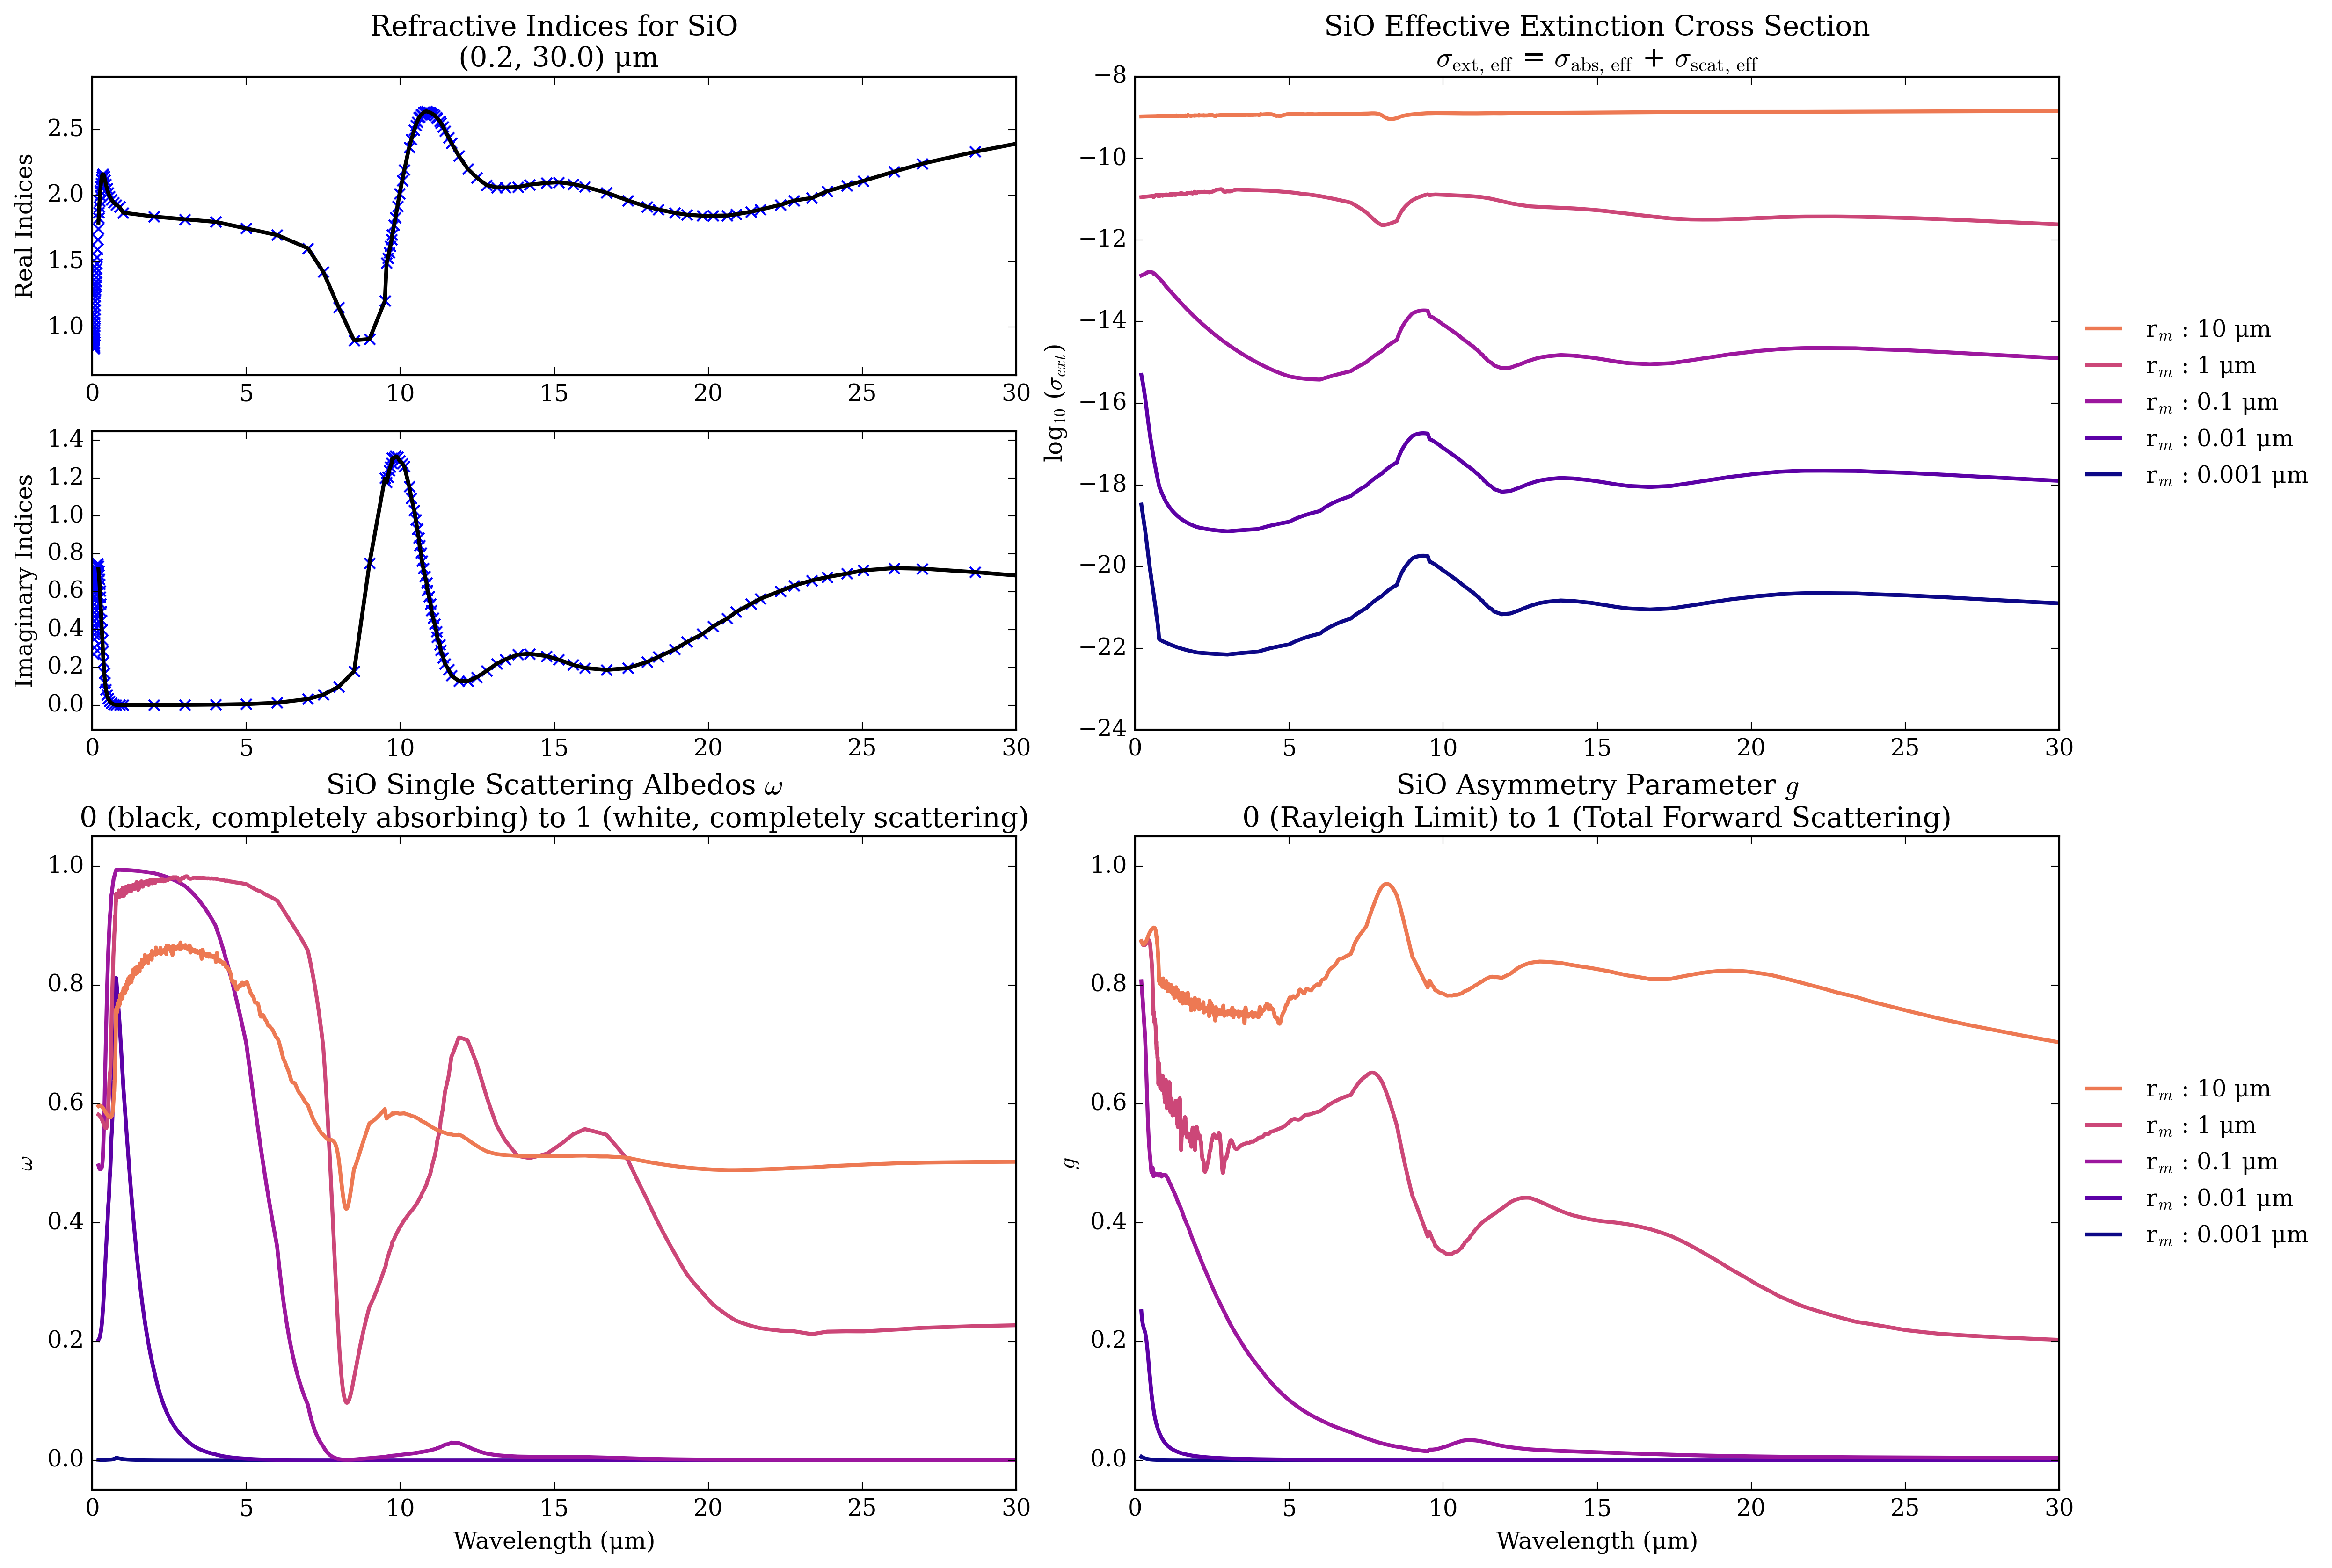 Refractive Indices for SiO
(0.2, 30.0) μm
Real Indices
2.5
2.0
1.5
1.0
0 5 10 15 20 25 30
Imaginary Indices
1.4
1.2
1.0
0.8
0.6
0.4
0.2
0.0
0 5 10 15 20 25 30
SiO Effective Extinction Cross Section
σext, eff = σabs, eff + σscat, eff
log10 (σext)
−8
−10
−12
−14
−16
−18
−20
−22
−24
0 5 10 15 20 25 30
rm : 10 μm
rm : 1 μm
rm : 0.1 μm
rm : 0.01 μm
rm : 0.001 μm
SiO Single Scattering Albedos ω
0 (black, completely absorbing) to 1 (white, completely scattering)
ω
1.0
0.8
0.6
0.4
0.2
0.0
0 5 10 15 20 25 30
Wavelength (μm)
SiO Asymmetry Parameter g
0 (Rayleigh Limit) to 1 (Total Forward Scattering)
g
1.0
0.8
0.6
0.4
0.2
0.0
0 5 10 15 20 25 30
Wavelength (μm)
rm : 10 μm
rm : 1 μm
rm : 0.1 μm
rm : 0.01 μm
rm : 0.001 μm